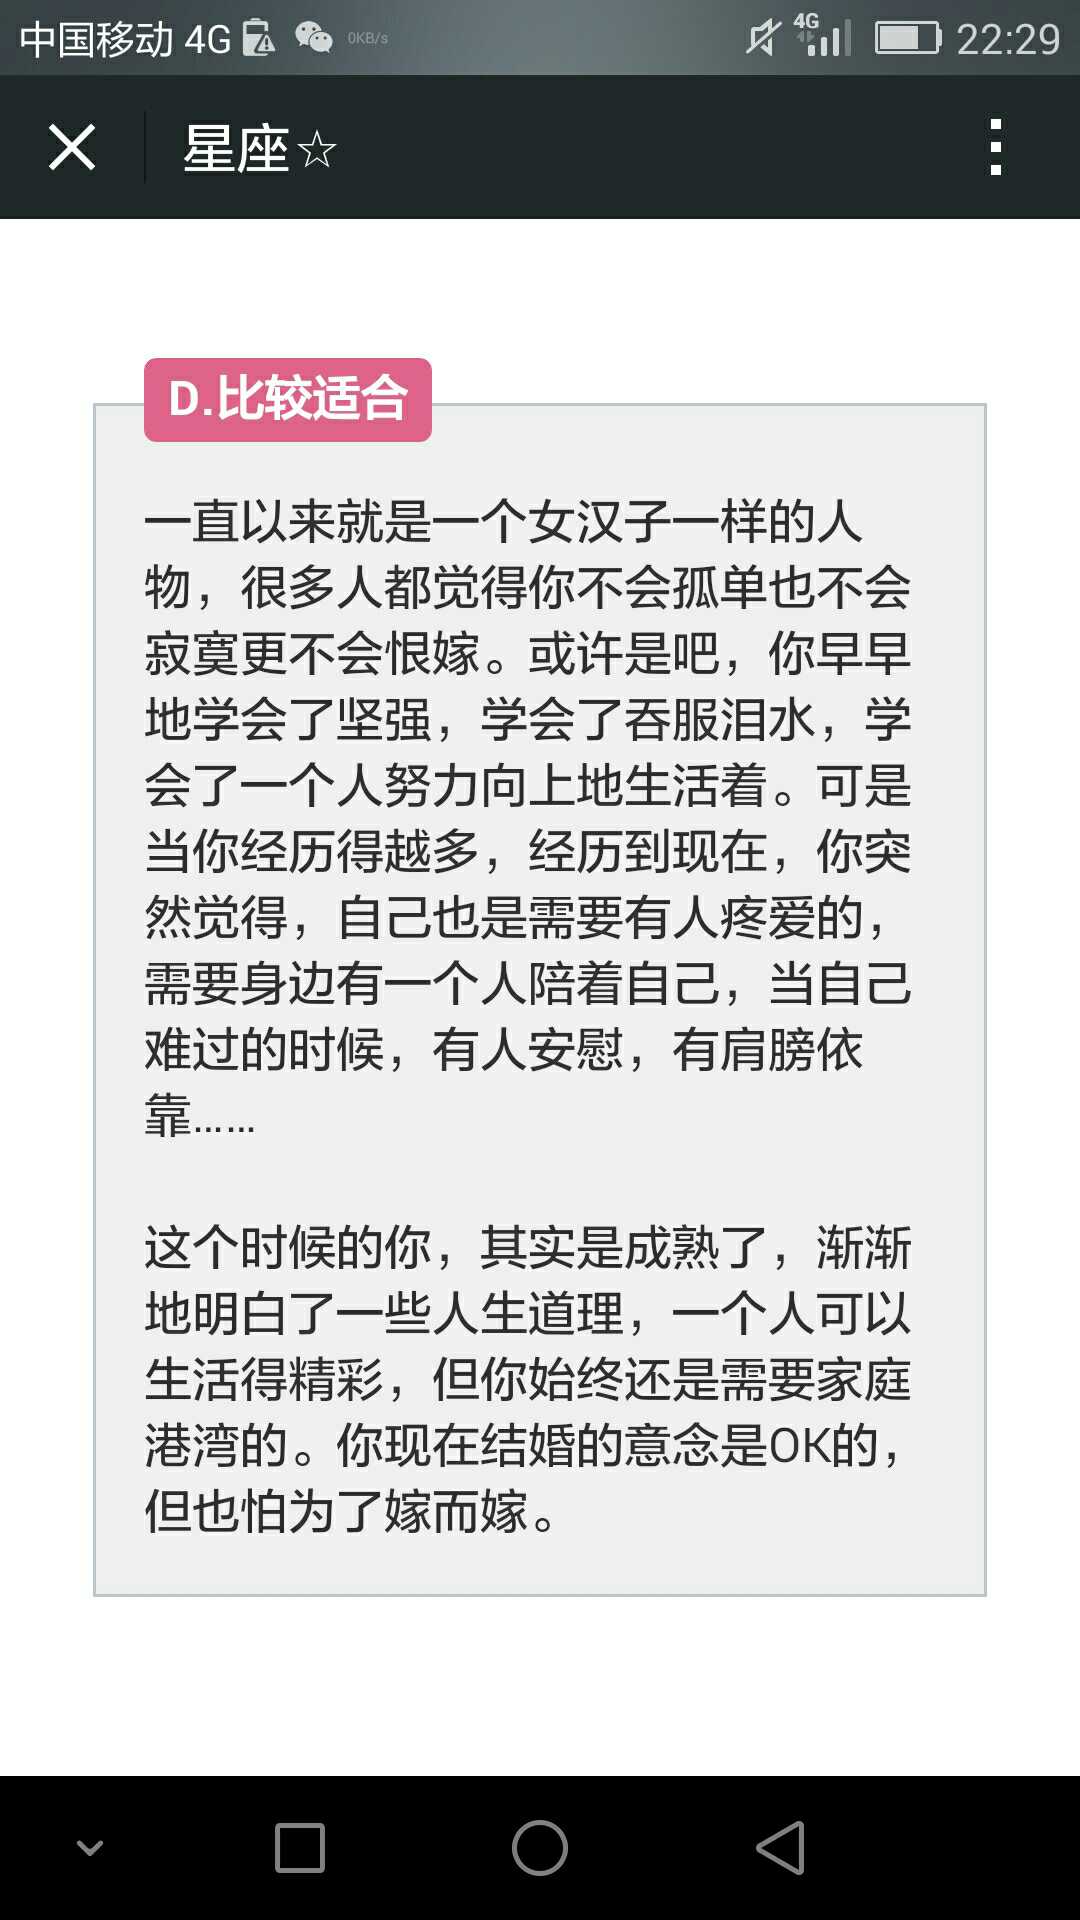 中国移动 4G 0KB/s 4G 22:29
星座☆
D.比较适合
一直以来就是一个女汉子一样的人
物，很多人都觉得你不会孤单也不会
寂寞更不会恨嫁。或许是吧，你早早
地学会了坚强，学会了吞服泪水，学
会了一个人努力向上地生活着。可是
当你经历得越多，经历到现在，你突
然觉得，自己也是需要有人疼爱的，
需要身边有一个人陪着自己，当自己
难过的时候，有人安慰，有肩膀依
靠……
这个时候的你，其实是成熟了，渐渐
地明白了一些人生道理，一个人可以
生活得精彩，但你始终还是需要家庭
港湾的。你现在结婚的意念是OK的，
但也怕为了嫁而嫁。